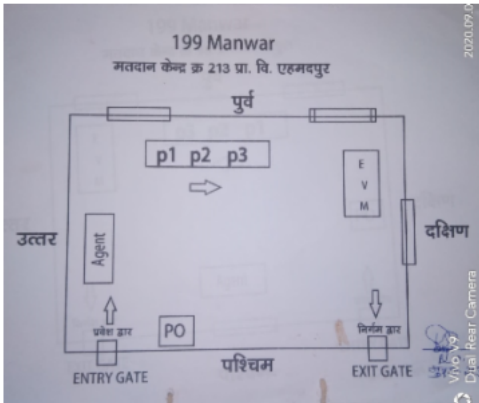 2020.09.0
199 Manwar
मतदान केन्द्र क्र 213 प्रा. वि. एहमदपुर
पुर्व
p1 p2 p3
E
V
M
उत्तर
Agent
दक्षिण
प्रवेश द्वार
PO
निर्गम द्वार
पश्चिम
ENTRY GATE
EXIT GATE
Vivo V9
Dual Rear Camera